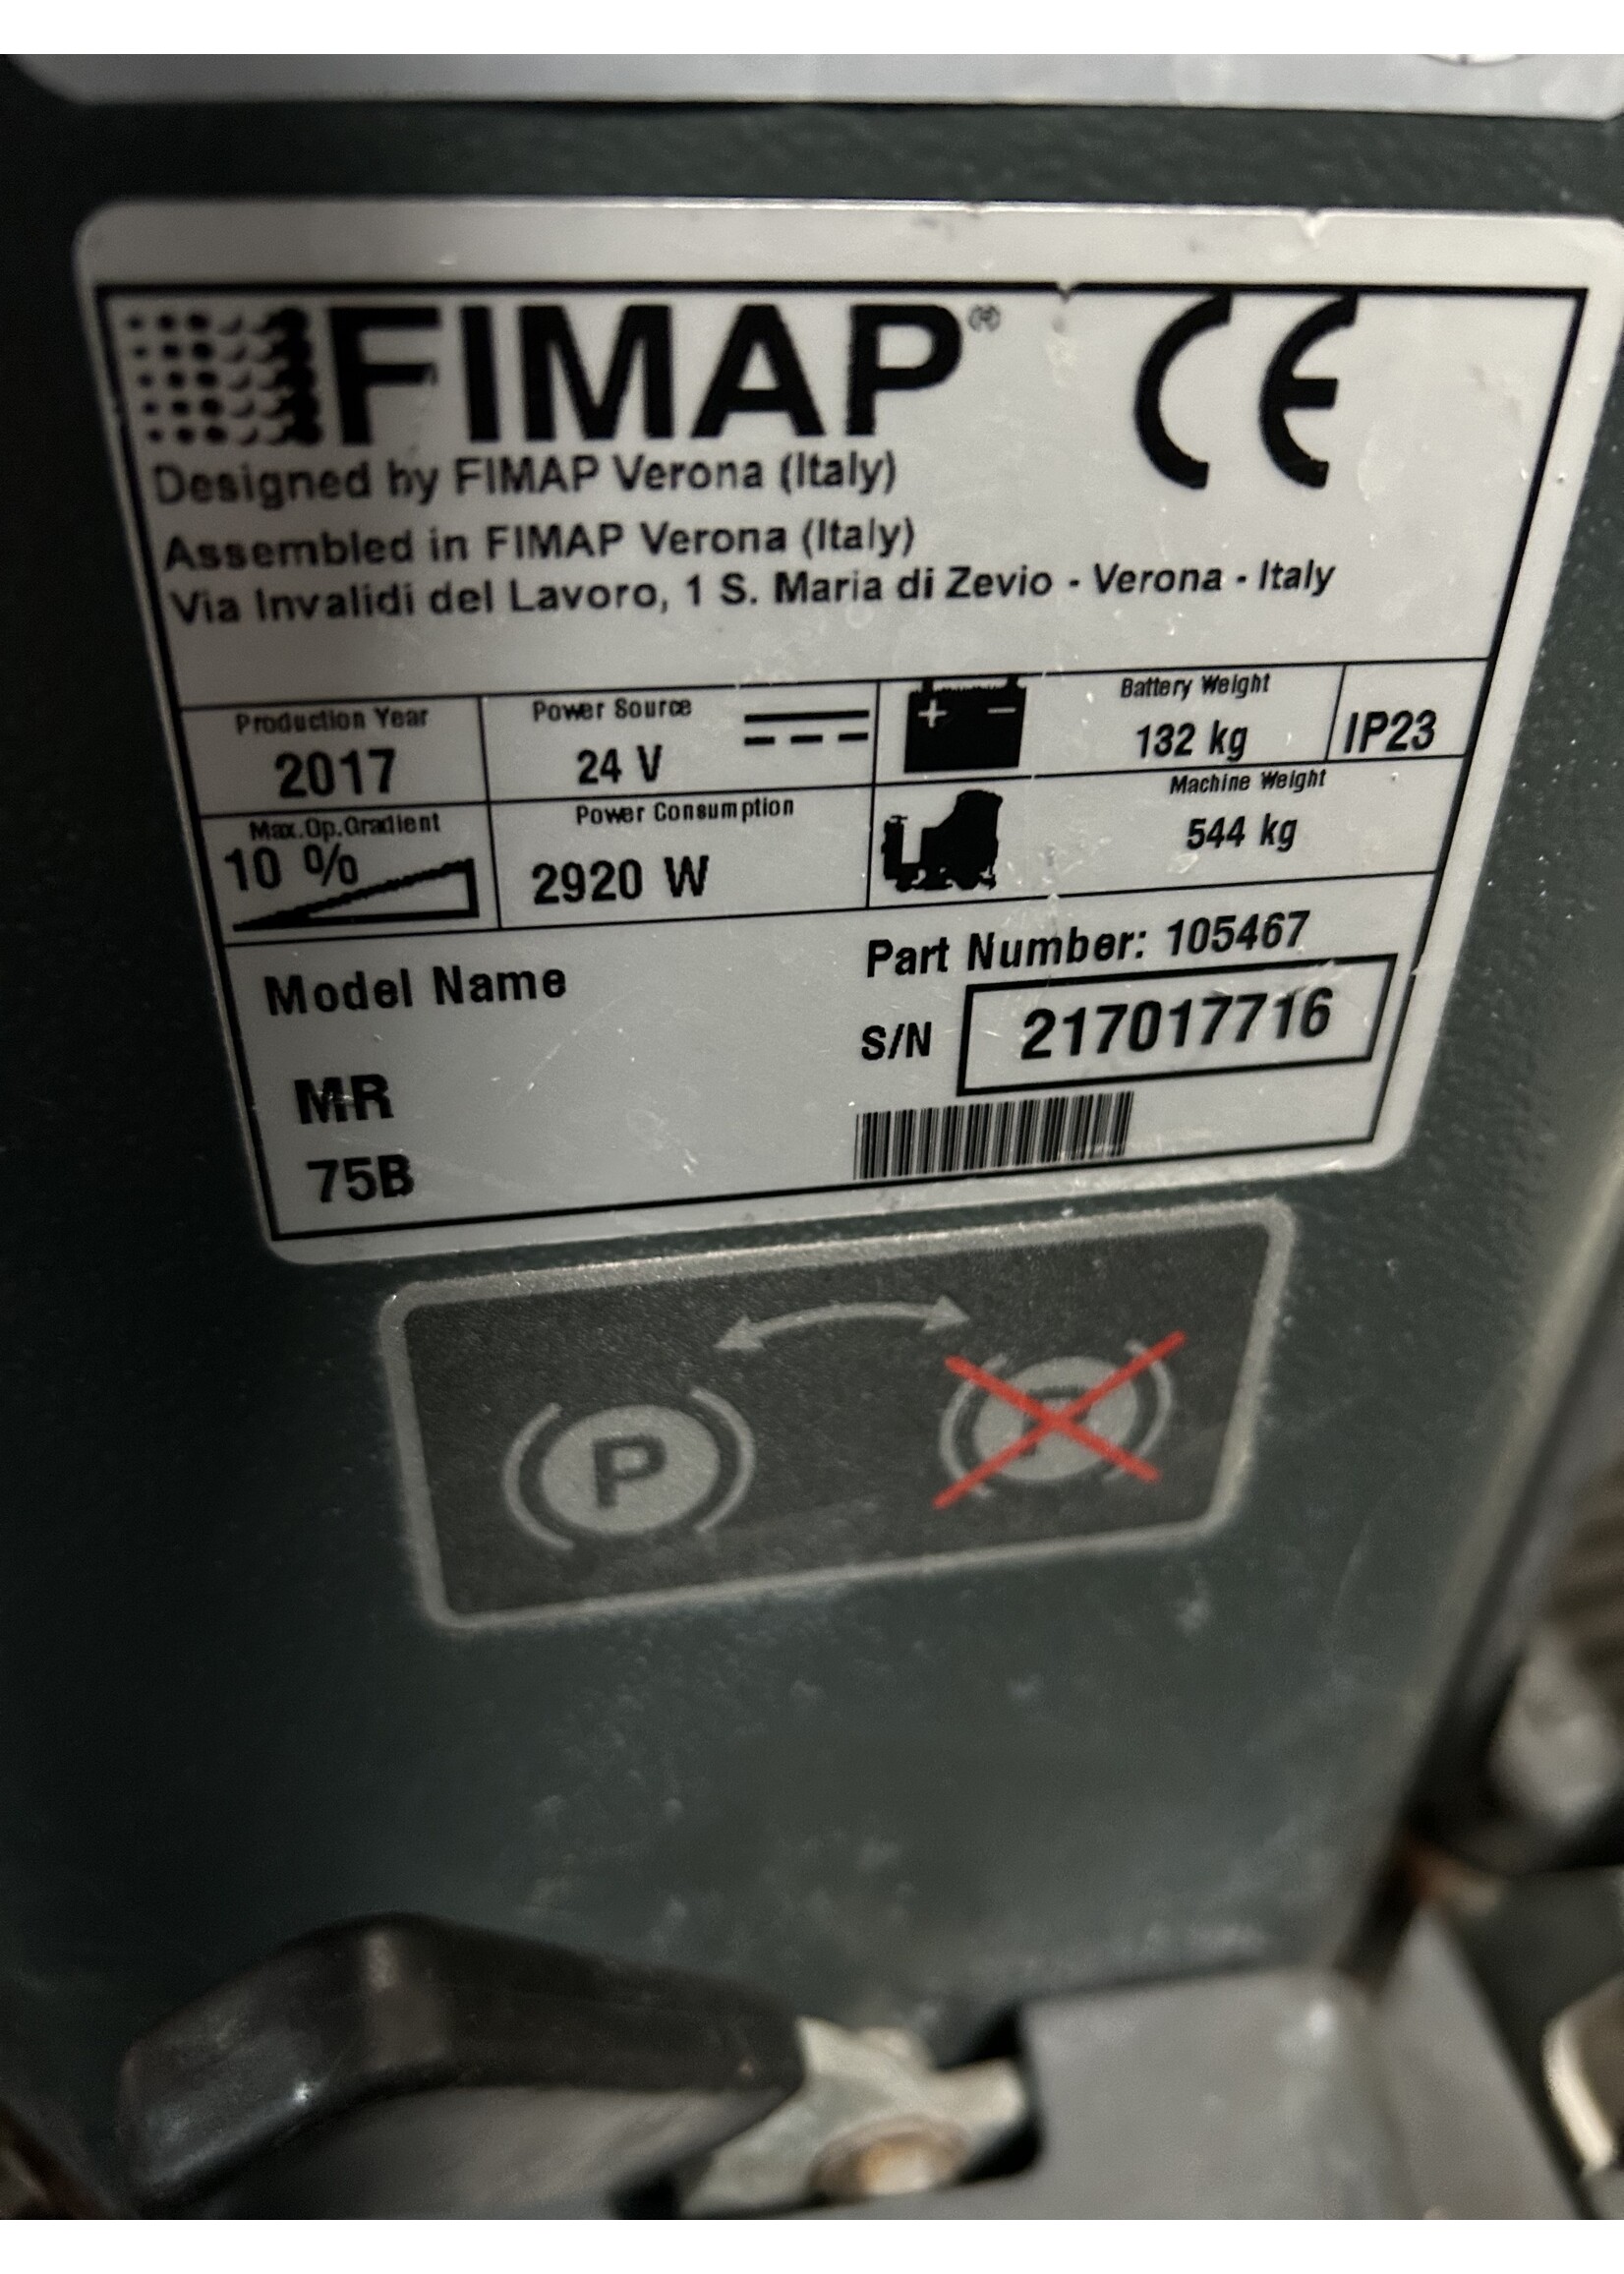 FIMAP®
CE
Designed by FIMAP Verona (Italy)
Assembled in FIMAP Verona (Italy)
Via Invalidi del Lavoro, 1 S. Maria di Zevio - Verona - Italy
Production Year
2017
Power Source
24 V
+ −
Battery Weight
132 kg
IP23
Max.Op.Gradient
10 %
Power Consumption
2920 W
Machine Weight
544 kg
Model Name
MR
75B
Part Number: 105467
S/N 217017716
P
P